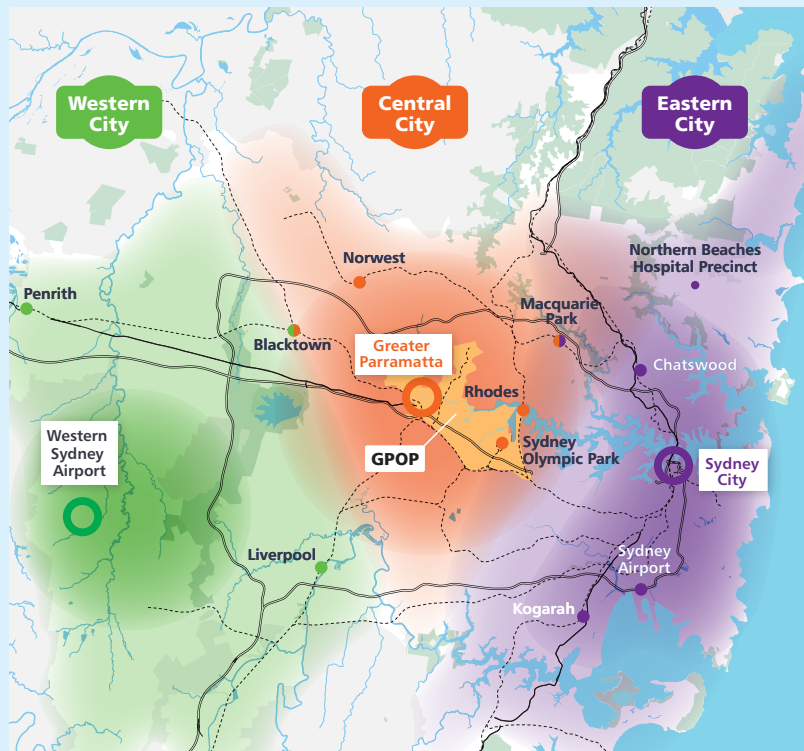 Western
City
Central
City
Eastern
City
Norwest
Northern Beaches
Hospital Precinct
Penrith
Macquarie
Park
Blacktown
Greater
Parramatta
Chatswood
Rhodes
Western
Sydney
Airport
GPOP
Sydney
Olympic Park
Sydney
City
Liverpool
Sydney
Airport
Kogarah